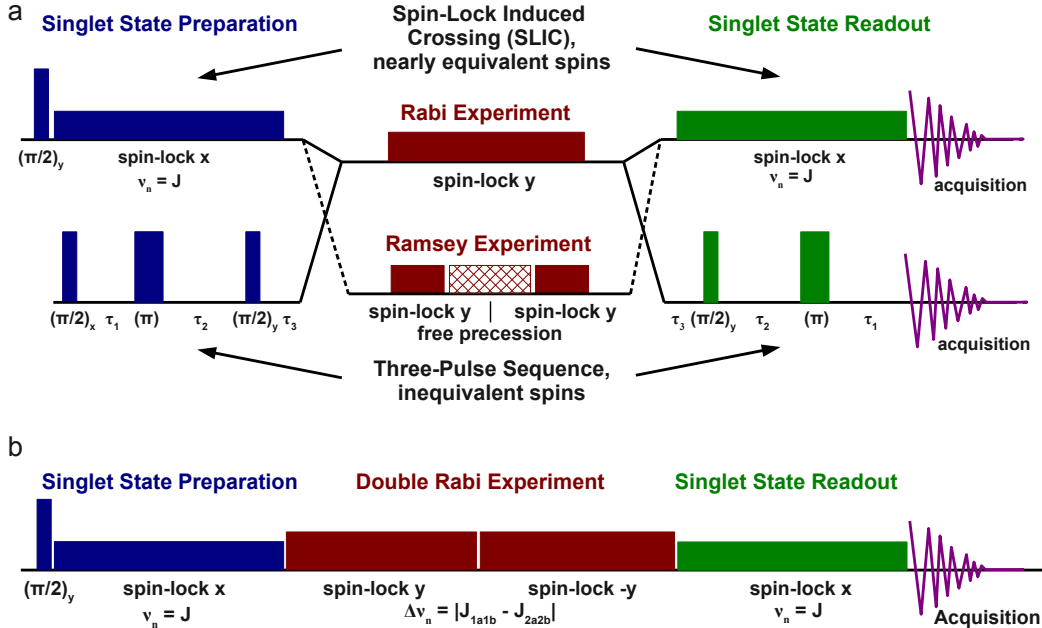 a
Singlet State Preparation
Spin-Lock Induced
Crossing (SLIC),
nearly equivalent spins
Singlet State Readout
Rabi Experiment
(π/2)y
spin-lock x
νn = J
spin-lock y
spin-lock x
νn = J
acquisition
Ramsey Experiment
(π/2)x τ1 (π) τ2 (π/2)y τ3
spin-lock y | spin-lock y
free precession
τ3 (π/2)y τ2 (π) τ1
acquisition
Three-Pulse Sequence,
inequivalent spins
b
Singlet State Preparation
Double Rabi Experiment
Singlet State Readout
(π/2)y
spin-lock x
νn = J
spin-lock y
spin-lock -y
Δνn = |J1a1b - J2a2b|
spin-lock x
νn = J
Acquisition